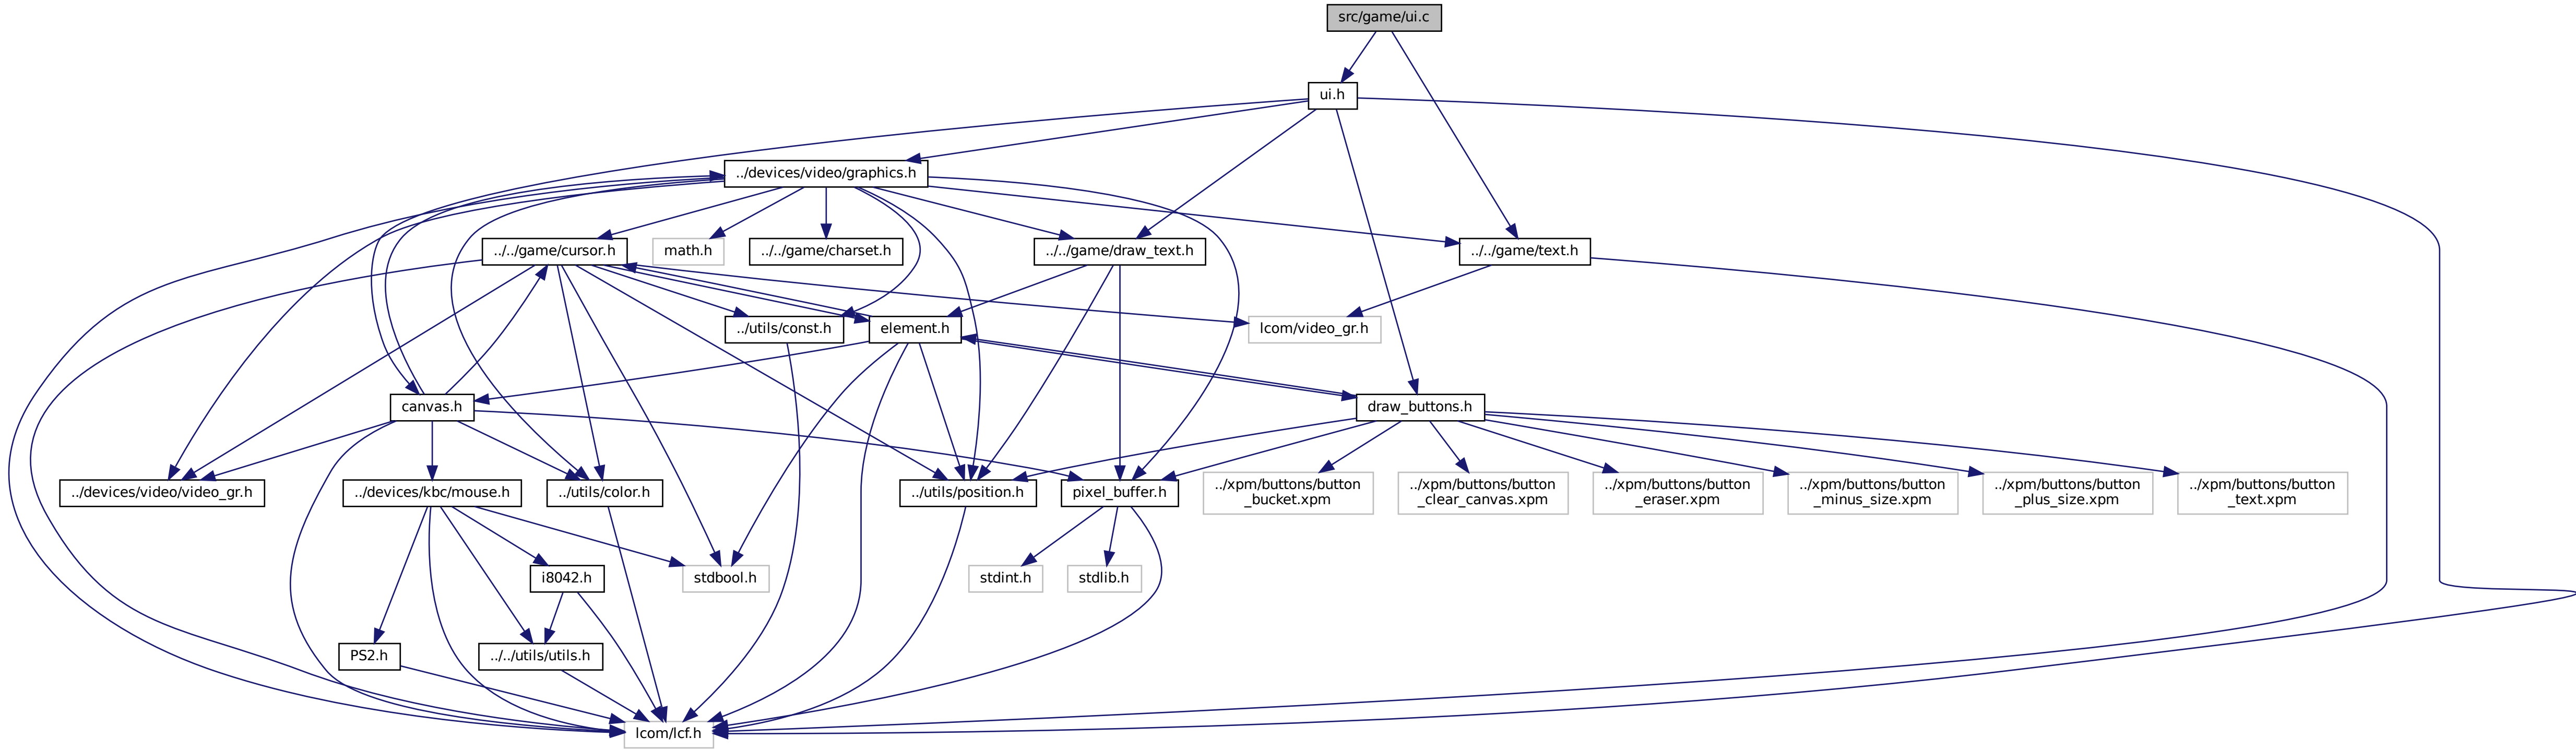 src/game/ui.c
ui.h
../devices/video/graphics.h
../../game/cursor.h
math.h
../../game/charset.h
../../game/draw_text.h
../../game/text.h
../utils/const.h
element.h
lcom/video_gr.h
canvas.h
draw_buttons.h
../devices/video/video_gr.h
../devices/kbc/mouse.h
../utils/color.h
../utils/position.h
pixel_buffer.h
../xpm/buttons/button
_bucket.xpm
../xpm/buttons/button
_clear_canvas.xpm
../xpm/buttons/button
_eraser.xpm
../xpm/buttons/button
_minus_size.xpm
../xpm/buttons/button
_plus_size.xpm
../xpm/buttons/button
_text.xpm
i8042.h
stdbool.h
stdint.h
stdlib.h
PS2.h
../../utils/utils.h
lcom/lcf.h